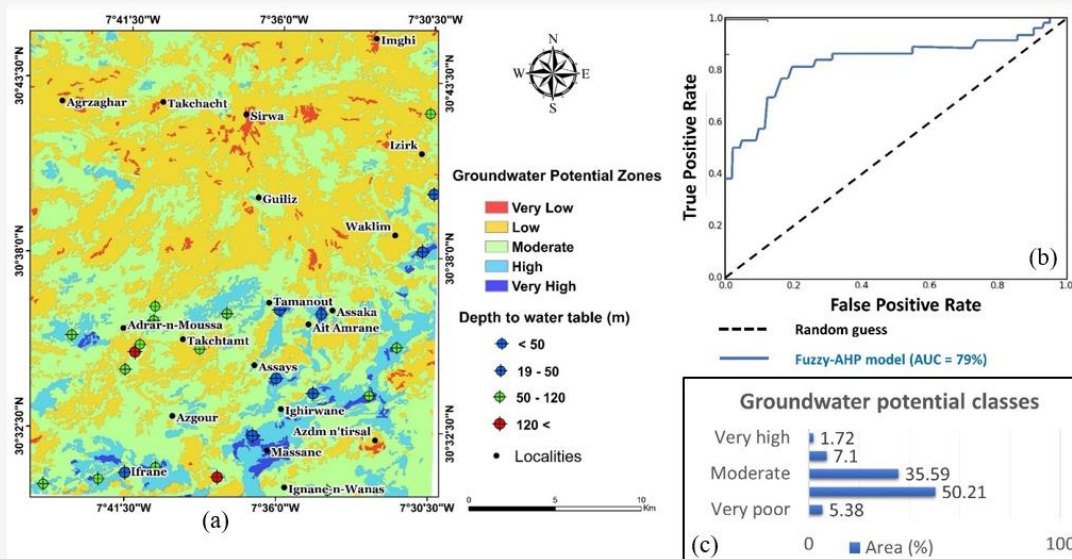 7°41'30"W
7°36'0"W
7°30'30"W
30°43'30"N
30°43'30"N
Imghi
Agrzaghar
Takchacht
Sirwa
Izirk
Guiliz
Waklim
30°38'0"N
30°38'0"N
Tamanout
Assaka
Adrar-n-Moussa
Ait Amrane
Takchtamt
Assays
Ighirwane
Azgour
Azdm n'tirsal
30°32'30"N
30°32'30"N
Massane
Ifrane
Ignane-n-Wanas
7°41'30"W
7°36'0"W
7°30'30"W
(a)
N
W
E
S
Groundwater Potential Zones
Very Low
Low
Moderate
High
Very High
Depth to water table (m)
< 50
19 - 50
50 - 120
120 <
Localities
0
5
10
Km
True Positive Rate
1.0
0.8
0.6
0.4
0.2
0.0
0.0
0.2
0.4
0.6
0.8
1.0
(b)
False Positive Rate
Random guess
Fuzzy-AHP model (AUC = 79%)
Groundwater potential classes
Very high
1.72
7.1
Moderate
35.59
50.21
Very poor
5.38
0
100
Area (%)
(c)